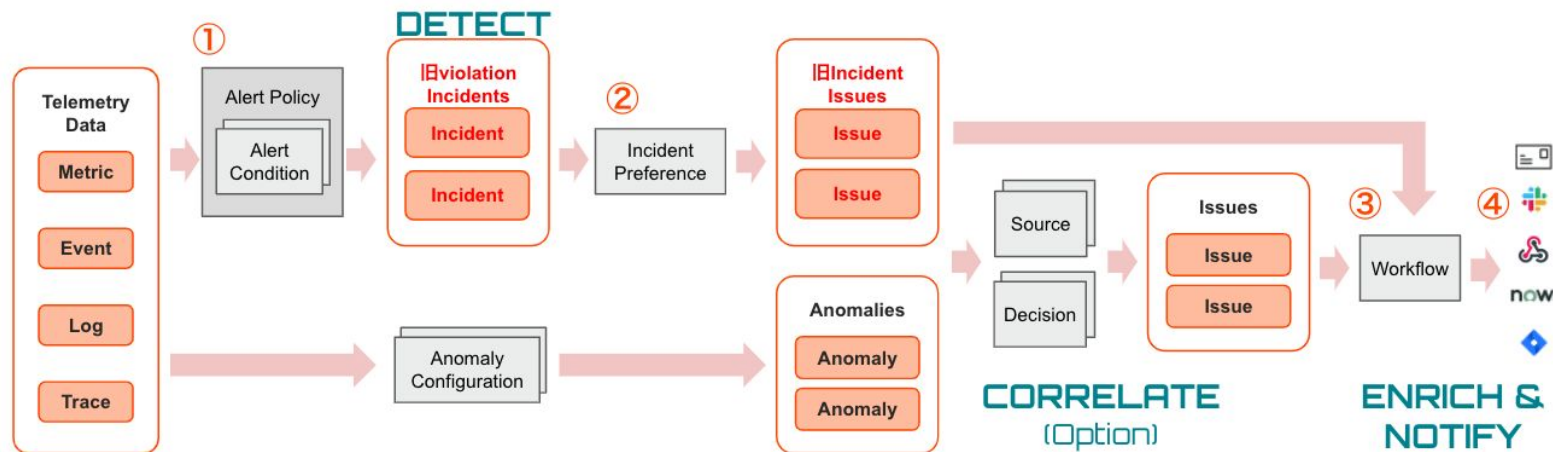 DETECT
①
Telemetry
Data
Metric
Event
Log
Trace
Alert Policy
Alert
Condition
旧violation
Incidents
Incident
Incident
②
Incident
Preference
旧Incident
Issues
Issue
Issue
Anomaly
Configuration
Anomalies
Anomaly
Anomaly
Source
Decision
CORRELATE
(Option)
Issues
Issue
Issue
③
Workflow
④
now
ENRICH &
NOTIFY